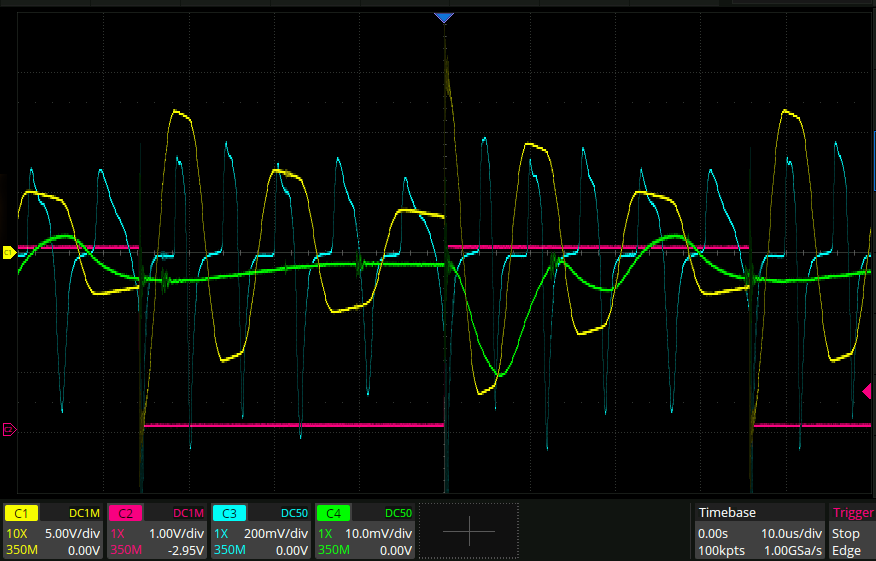 C1
C2
C1 DC1M
10X 5.00V/div
350M 0.00V
C2 DC1M
1X 1.00V/div
350M -2.95V
C3 DC50
1X 200mV/div
350M 0.00V
C4 DC50
1X 10.0mV/div
350M 0.00V
Timebase
0.00s 10.0us/div
100kpts 1.00GSa/s
Trigger
Stop
Edge